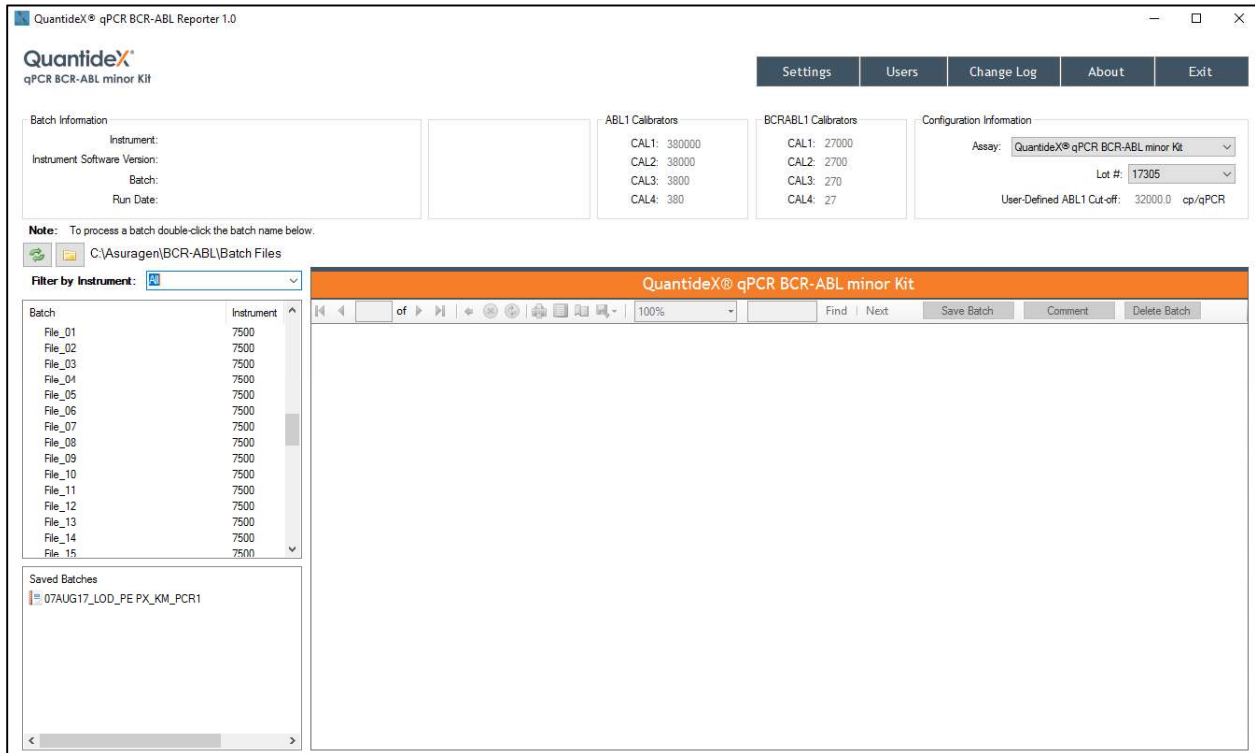 QuantideX® qPCR BCR-ABL Reporter 1.0
QuantideX®
qPCR BCR-ABL minor Kit
Settings Users Change Log About Exit
Batch Information
Instrument:
Instrument Software Version:
Batch:
Run Date:
ABL1 Calibrators
CAL1: 380000
CAL2: 38000
CAL3: 3800
CAL4: 380
BCRABL1 Calibrators
CAL1: 27000
CAL2: 2700
CAL3: 270
CAL4: 27
Configuration Information
Assay: QuantideX® qPCR BCR-ABL minor Kit
Lot #: 17305
User-Defined ABL1 Cut-off: 32000.0 cp/qPCR
Note: To process a batch double-click the batch name below.
C:\Asuragen\BCR-ABL\Batch Files
Filter by Instrument: All
QuantideX® qPCR BCR-ABL minor Kit
of 100% Find | Next Save Batch Comment Delete Batch
Batch Instrument
File_01 7500
File_02 7500
File_03 7500
File_04 7500
File_05 7500
File_06 7500
File_07 7500
File_08 7500
File_09 7500
File_10 7500
File_11 7500
File_12 7500
File_13 7500
File_14 7500
File_15 7500
Saved Batches
07AUG17_LOD_PE PX_KM_PCR1